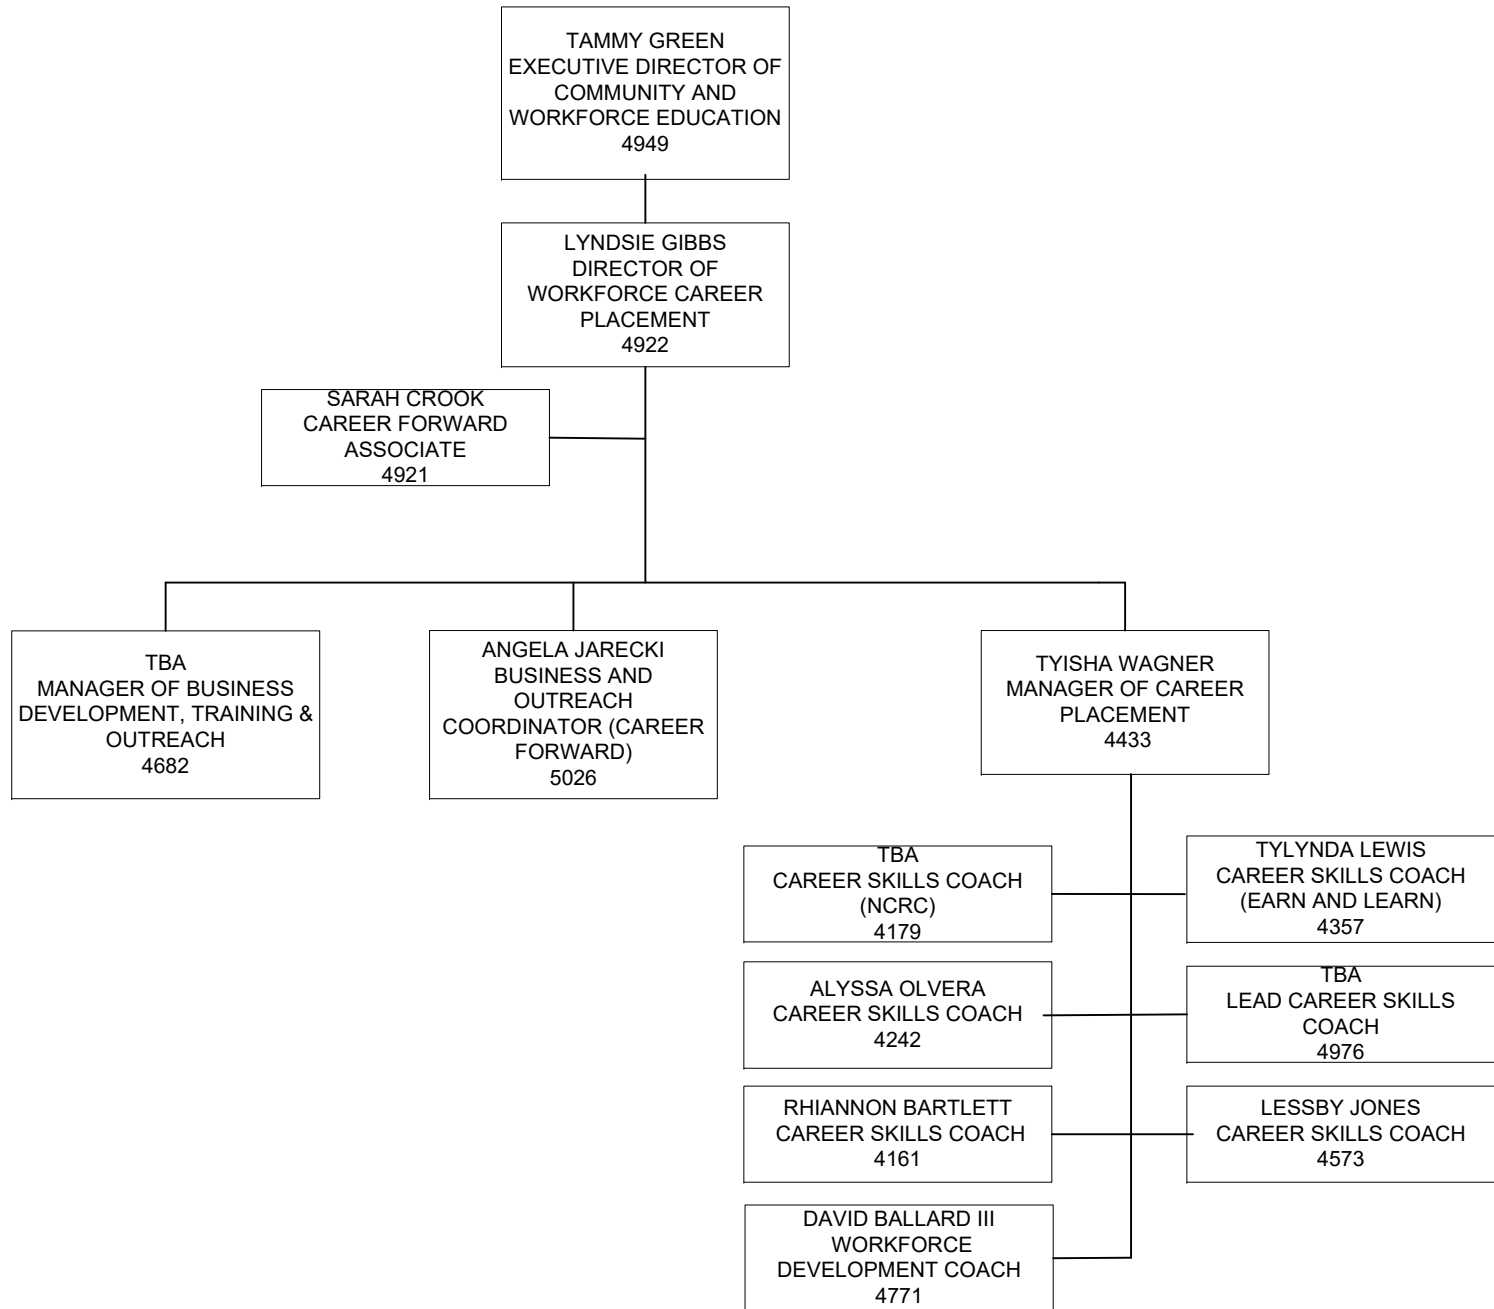 TAMMY GREEN
EXECUTIVE DIRECTOR OF
COMMUNITY AND
WORKFORCE EDUCATION
4949
LYNDSIE GIBBS
DIRECTOR OF
WORKFORCE CAREER
PLACEMENT
4922
SARAH CROOK
CAREER FORWARD
ASSOCIATE
4921
TBA
MANAGER OF BUSINESS
DEVELOPMENT, TRAINING &
OUTREACH
4682
ANGELA JARECKI
BUSINESS AND
OUTREACH
COORDINATOR (CAREER
FORWARD)
5026
TYISHA WAGNER
MANAGER OF CAREER
PLACEMENT
4433
TBA
CAREER SKILLS COACH
(NCRC)
4179
TYLYNDA LEWIS
CAREER SKILLS COACH
(EARN AND LEARN)
4357
ALYSSA OLVERA
CAREER SKILLS COACH
4242
TBA
LEAD CAREER SKILLS
COACH
4976
RHIANNON BARTLETT
CAREER SKILLS COACH
4161
LESSBY JONES
CAREER SKILLS COACH
4573
DAVID BALLARD III
WORKFORCE
DEVELOPMENT COACH
4771